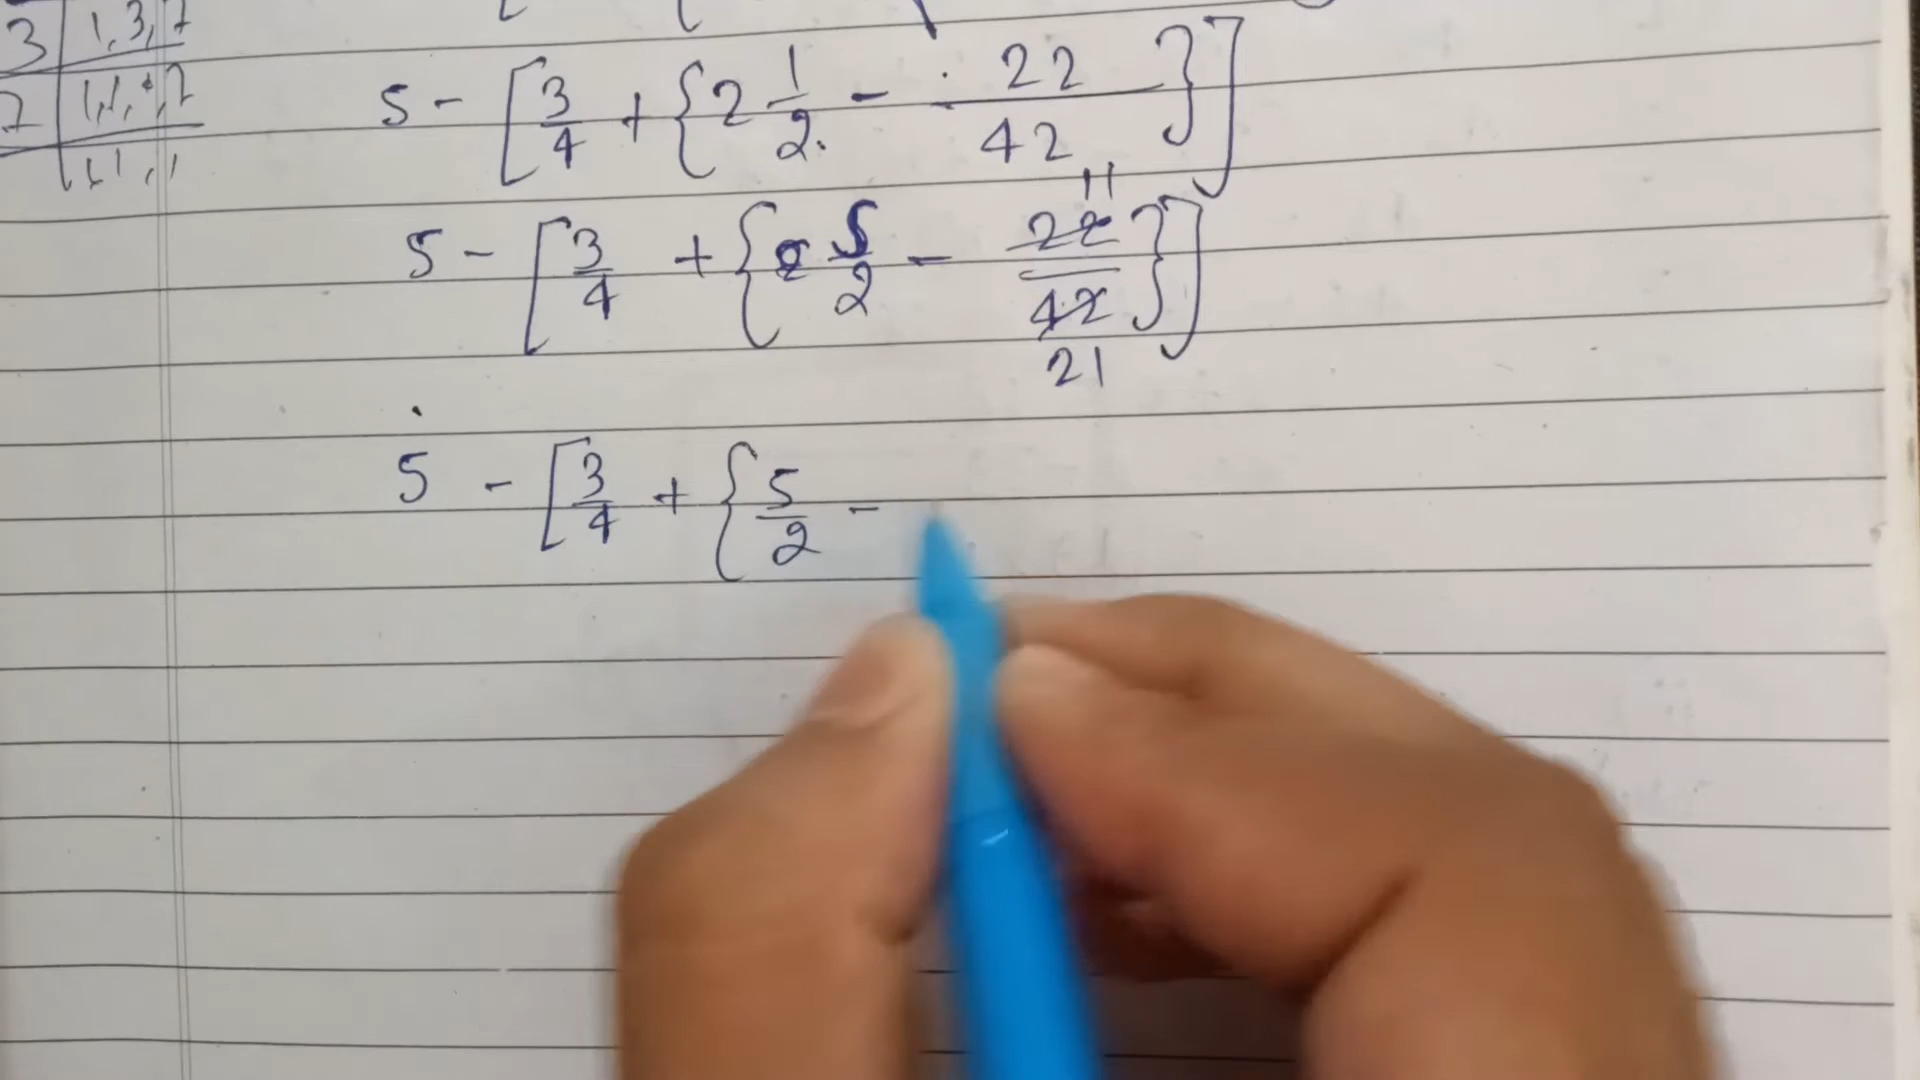 3 | 1, 3, 7
7 | 1, 1, 1, 7
1, 1, 1
5 - [3/4 + {2 1/2 - 22/42}]
11
5 - [3/4 + {5/2 - 22/42}]
21
5 - [3/4 + {5/2 -